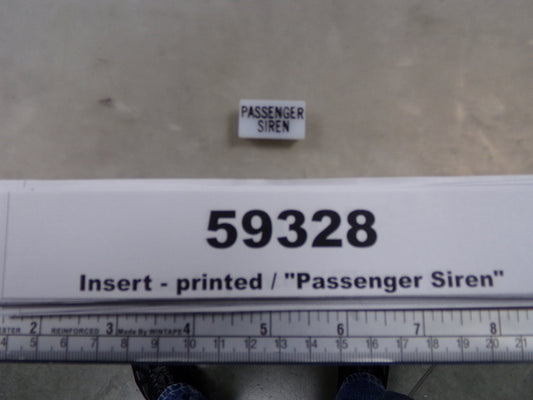 PASSENGER
SIREN
59328
Insert - printed / "Passenger Siren"
2 REINFORCED 3 Made By WINTAPE 4 5 6 7 8
5 6 7 8 9 10 11 12 13 14 15 16 17 18 19 20 21